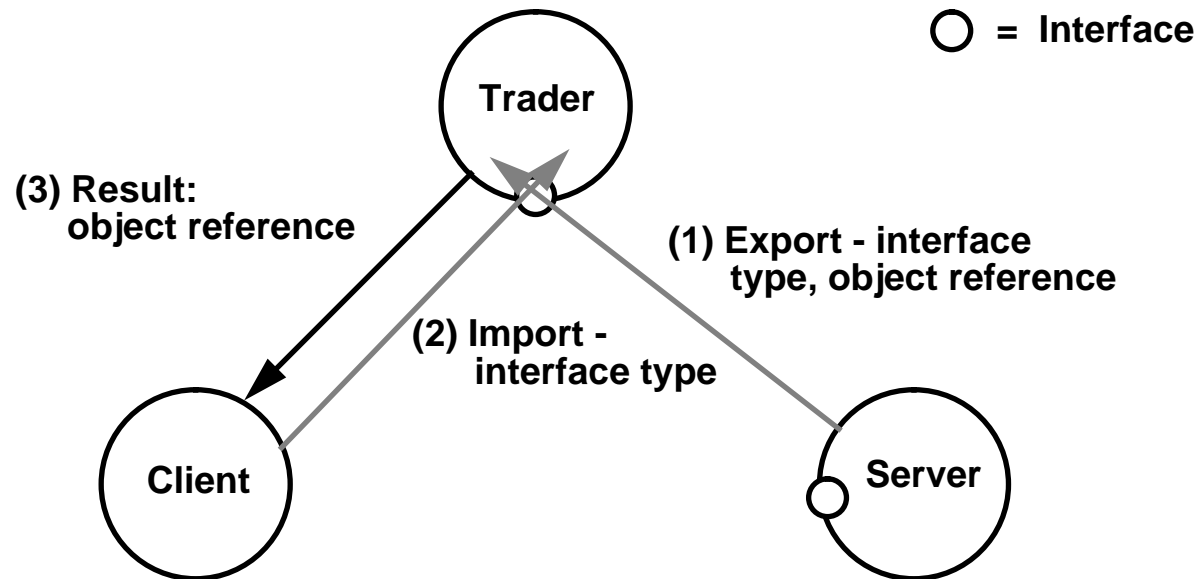 = Interface
Trader
(3) Result:
object reference
(1) Export - interface
type, object reference
(2) Import -
interface type
Client
Server